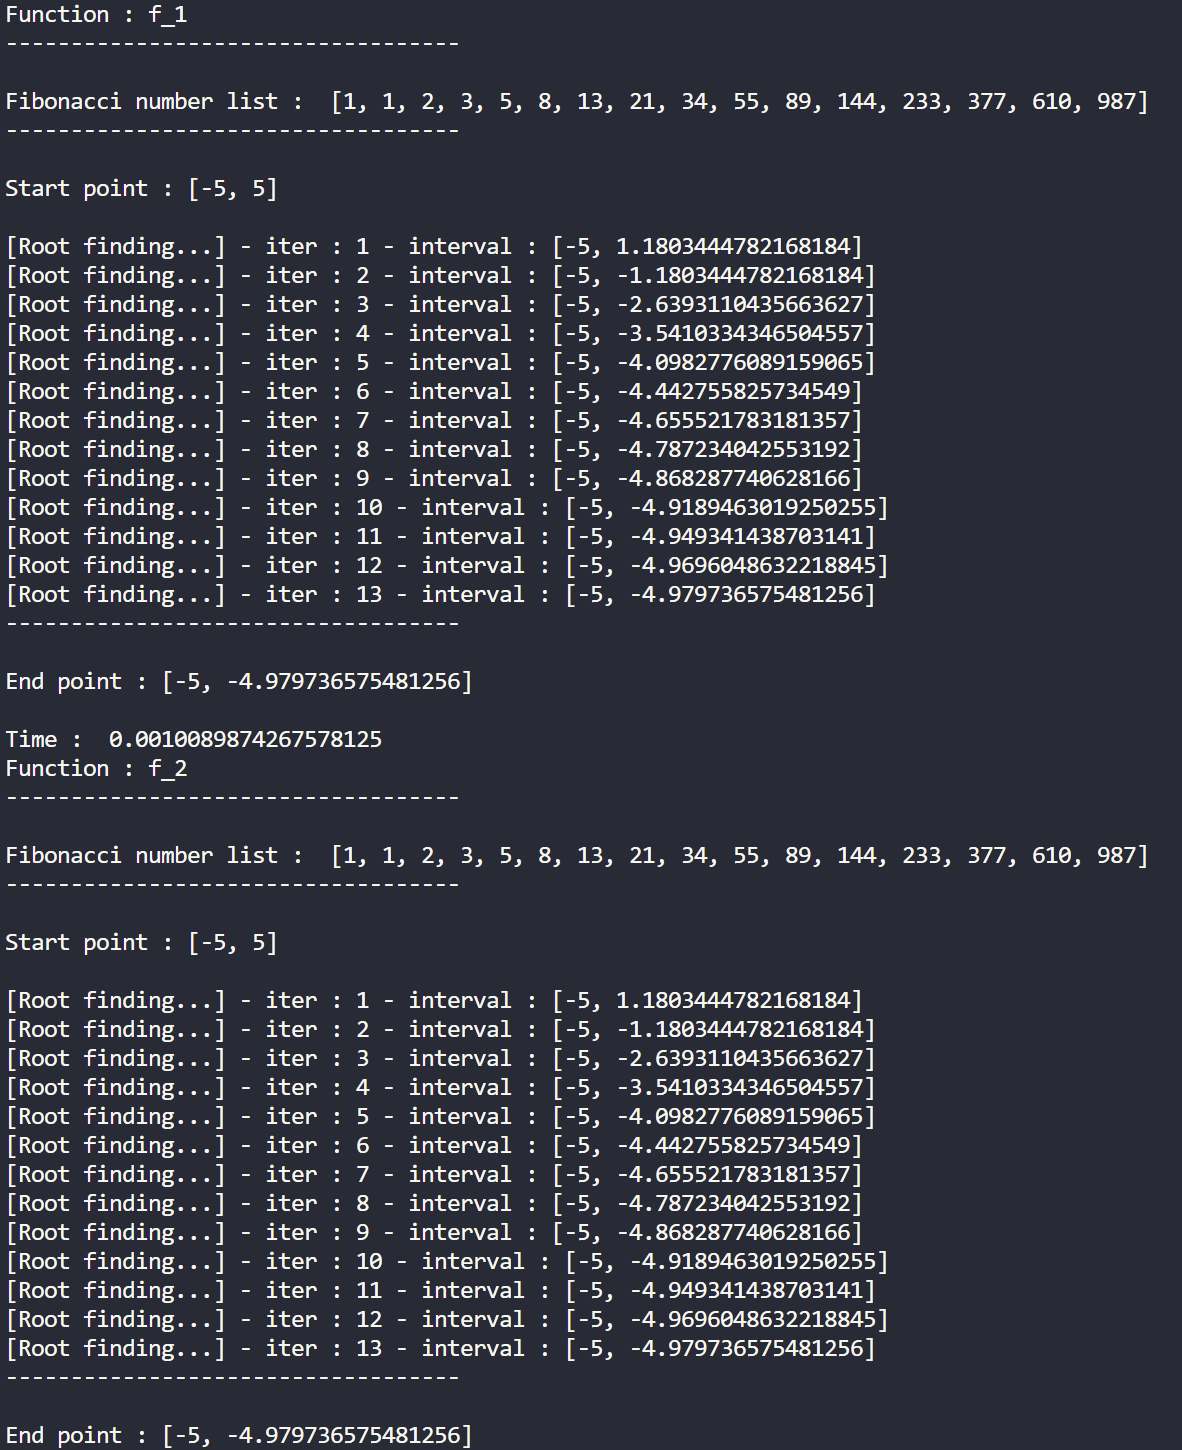 Function : f_1
-----------------------------------
Fibonacci number list :  [1, 1, 2, 3, 5, 8, 13, 21, 34, 55, 89, 144, 233, 377, 610, 987]
-----------------------------------
Start point : [-5, 5]
[Root finding...] - iter : 1 - interval : [-5, 1.1803444782168184]
[Root finding...] - iter : 2 - interval : [-5, -1.1803444782168184]
[Root finding...] - iter : 3 - interval : [-5, -2.6393110435663627]
[Root finding...] - iter : 4 - interval : [-5, -3.5410334346504557]
[Root finding...] - iter : 5 - interval : [-5, -4.0982776089159065]
[Root finding...] - iter : 6 - interval : [-5, -4.442755825734549]
[Root finding...] - iter : 7 - interval : [-5, -4.655521783181357]
[Root finding...] - iter : 8 - interval : [-5, -4.787234042553192]
[Root finding...] - iter : 9 - interval : [-5, -4.868287740628166]
[Root finding...] - iter : 10 - interval : [-5, -4.9189463019250255]
[Root finding...] - iter : 11 - interval : [-5, -4.949341438703141]
[Root finding...] - iter : 12 - interval : [-5, -4.9696048632218845]
[Root finding...] - iter : 13 - interval : [-5, -4.979736575481256]
-----------------------------------
End point : [-5, -4.979736575481256]
Time :  0.0010089874267578125
Function : f_2
-----------------------------------
Fibonacci number list :  [1, 1, 2, 3, 5, 8, 13, 21, 34, 55, 89, 144, 233, 377, 610, 987]
-----------------------------------
Start point : [-5, 5]
[Root finding...] - iter : 1 - interval : [-5, 1.1803444782168184]
[Root finding...] - iter : 2 - interval : [-5, -1.1803444782168184]
[Root finding...] - iter : 3 - interval : [-5, -2.6393110435663627]
[Root finding...] - iter : 4 - interval : [-5, -3.5410334346504557]
[Root finding...] - iter : 5 - interval : [-5, -4.0982776089159065]
[Root finding...] - iter : 6 - interval : [-5, -4.442755825734549]
[Root finding...] - iter : 7 - interval : [-5, -4.655521783181357]
[Root finding...] - iter : 8 - interval : [-5, -4.787234042553192]
[Root finding...] - iter : 9 - interval : [-5, -4.868287740628166]
[Root finding...] - iter : 10 - interval : [-5, -4.9189463019250255]
[Root finding...] - iter : 11 - interval : [-5, -4.949341438703141]
[Root finding...] - iter : 12 - interval : [-5, -4.9696048632218845]
[Root finding...] - iter : 13 - interval : [-5, -4.979736575481256]
-----------------------------------
End point : [-5, -4.979736575481256]